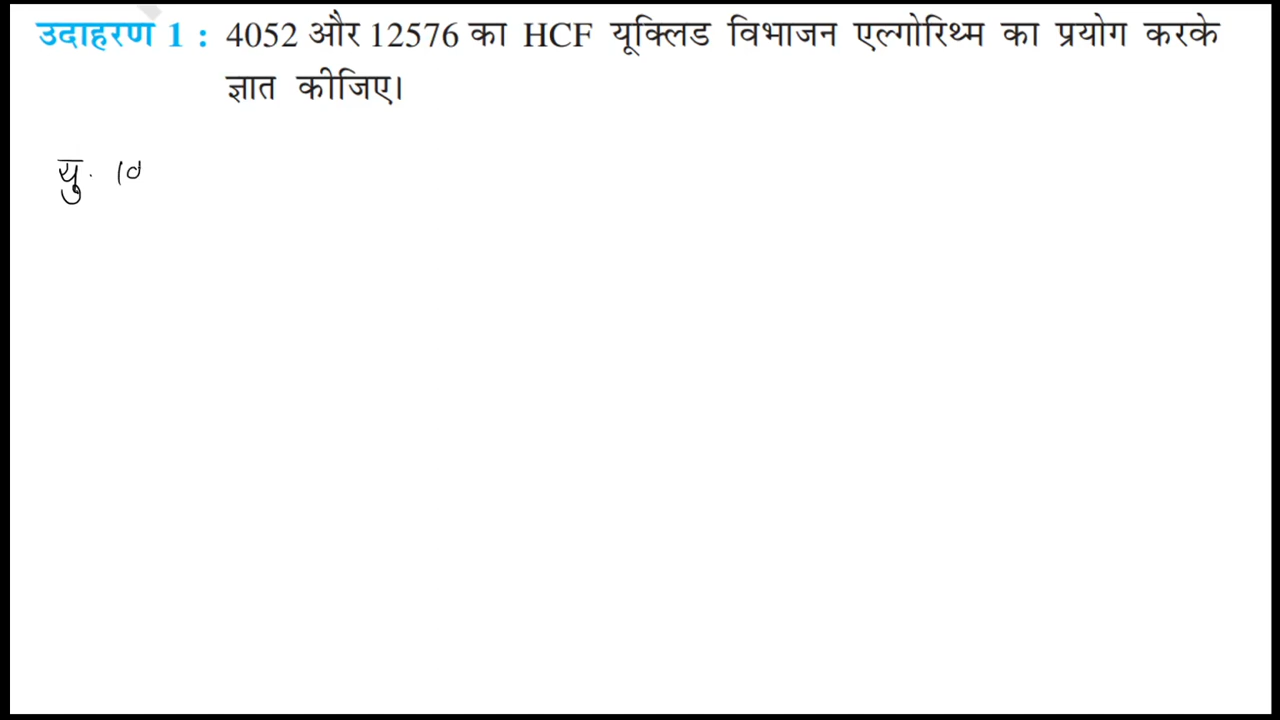 उदाहरण 1 : 4052 और 12576 का HCF यूक्लिड विभाजन एल्गोरिथ्म का प्रयोग करके
ज्ञात कीजिए।
यु.